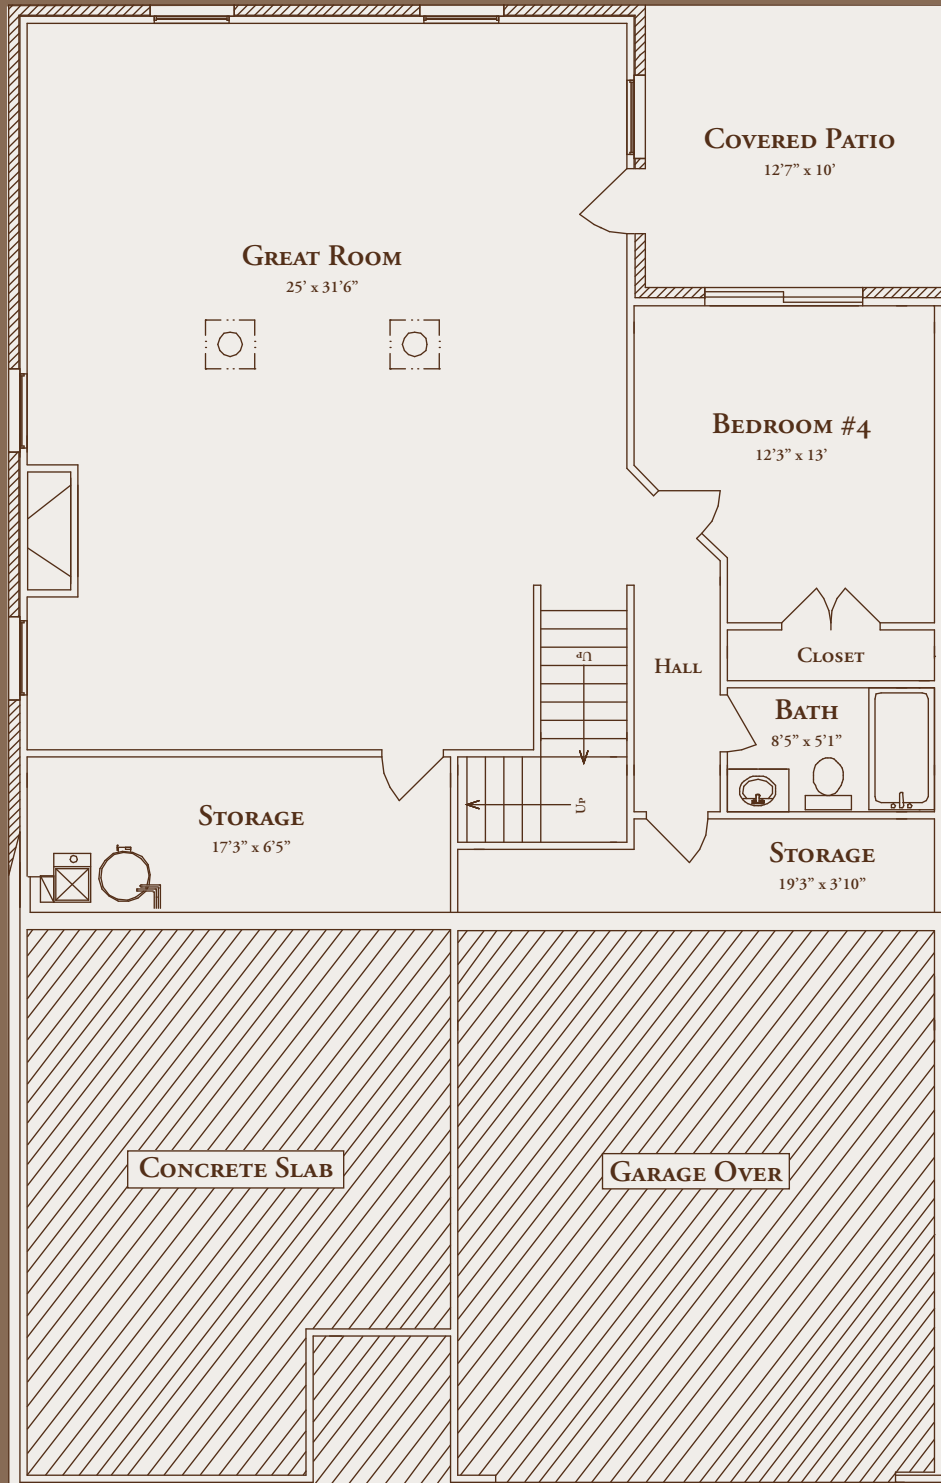 Covered Patio
12’7” x 10’
Great Room
25’ x 31’6”
Bedroom #4
12’3” x 13’
Up
Hall
Closet
Bath
8’5” x 5’1”
Up
Storage
17’3” x 6’5”
Storage
19’3” x 3’10”
Concrete Slab
Garage Over